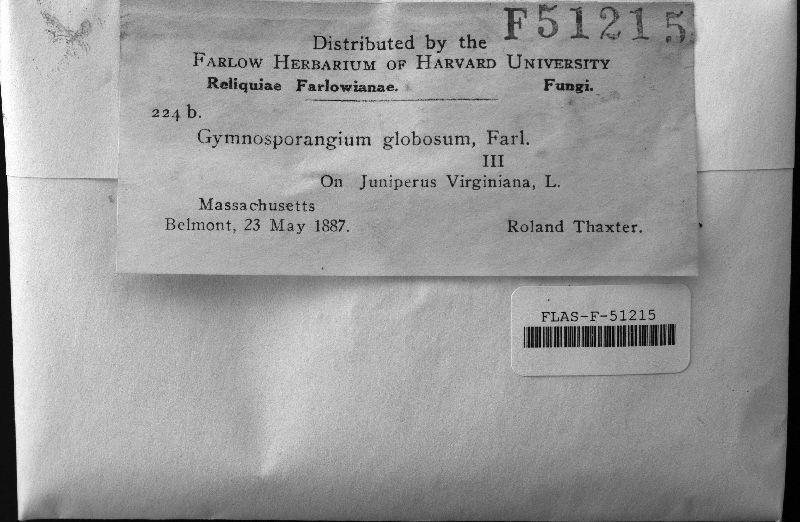 F51215
Distributed by the
FARLOW HERBARIUM OF HARVARD UNIVERSITY
Reliquiae Farlowianae. Fungi.
224 b.
Gymnosporangium globosum, Farl.
III
On Juniperus Virginiana, L.
Massachusetts
Belmont, 23 May 1887. Roland Thaxter.
FLAS-F-51215